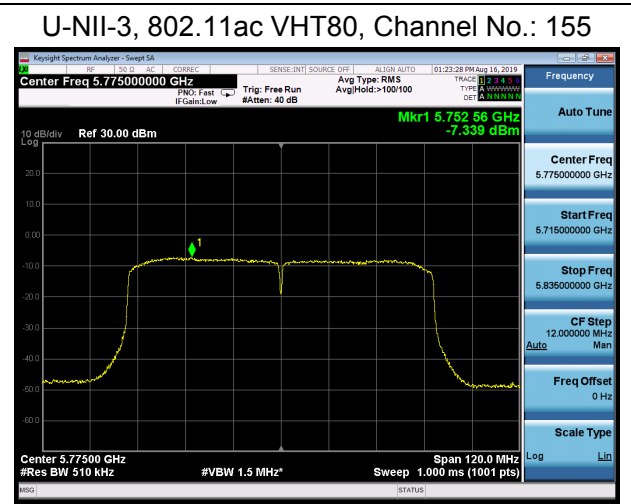 U-NII-3, 802.11ac VHT80, Channel No.: 155
Keysight Spectrum Analyzer - Swept SA
RF 50 Ω AC CORREC SENSE:INT SOURCE OFF ALIGN AUTO 01:23:28 PM Aug 16, 2019
Center Freq 5.775000000 GHz
PNO: Fast
IFGain:Low
Trig: Free Run
#Atten: 40 dB
Avg Type: RMS
Avg|Hold:>100/100
TRACE 1 2 3 4 5 6
TYPE A WWWWW
DET A N N N N N
Frequency
Mkr1 5.752 56 GHz
-7.339 dBm
10 dB/div Ref 30.00 dBm
Log
20.0
10.0
0.00
-10.0
-20.0
-30.0
-40.0
-50.0
-60.0
1
Center 5.77500 GHz
Span 120.0 MHz
#Res BW 510 kHz
#VBW 1.5 MHz*
Sweep 1.000 ms (1001 pts)
Auto Tune
Center Freq
5.775000000 GHz
Start Freq
5.715000000 GHz
Stop Freq
5.835000000 GHz
CF Step
12.000000 MHz
Auto Man
Freq Offset
0 Hz
Scale Type
Log Lin
MSG
STATUS